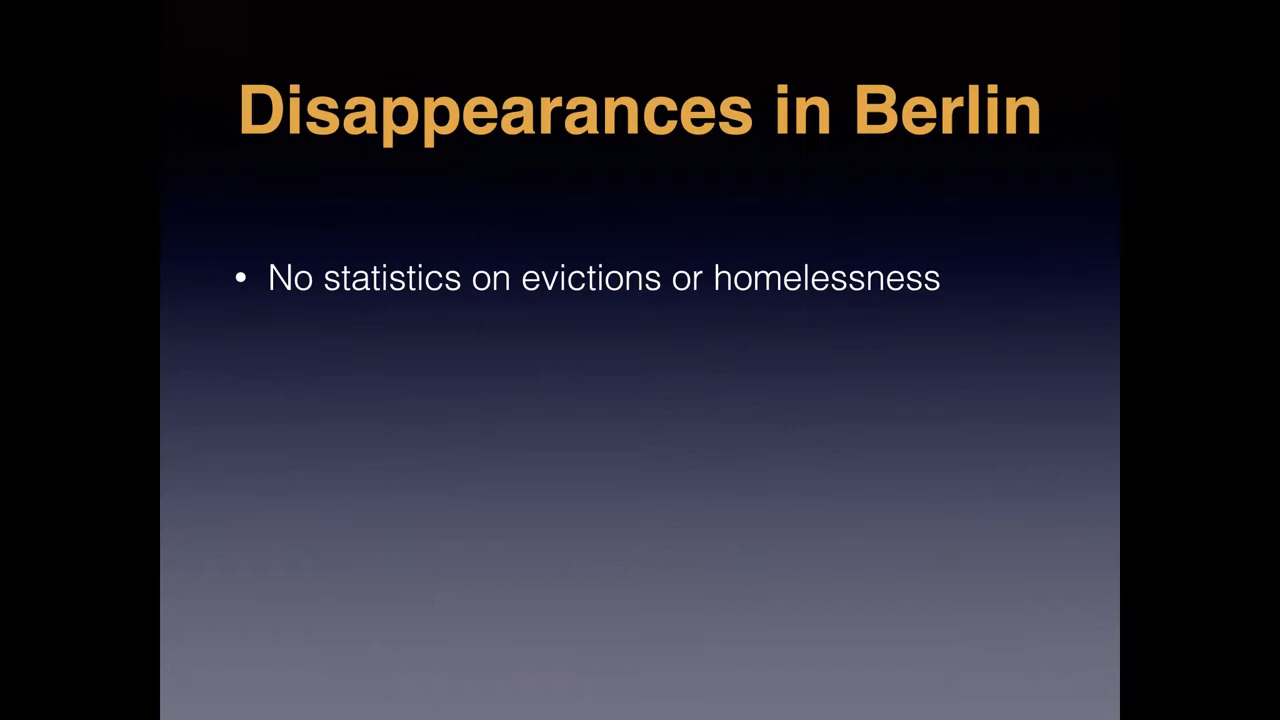 Disappearances in Berlin
• No statistics on evictions or homelessness